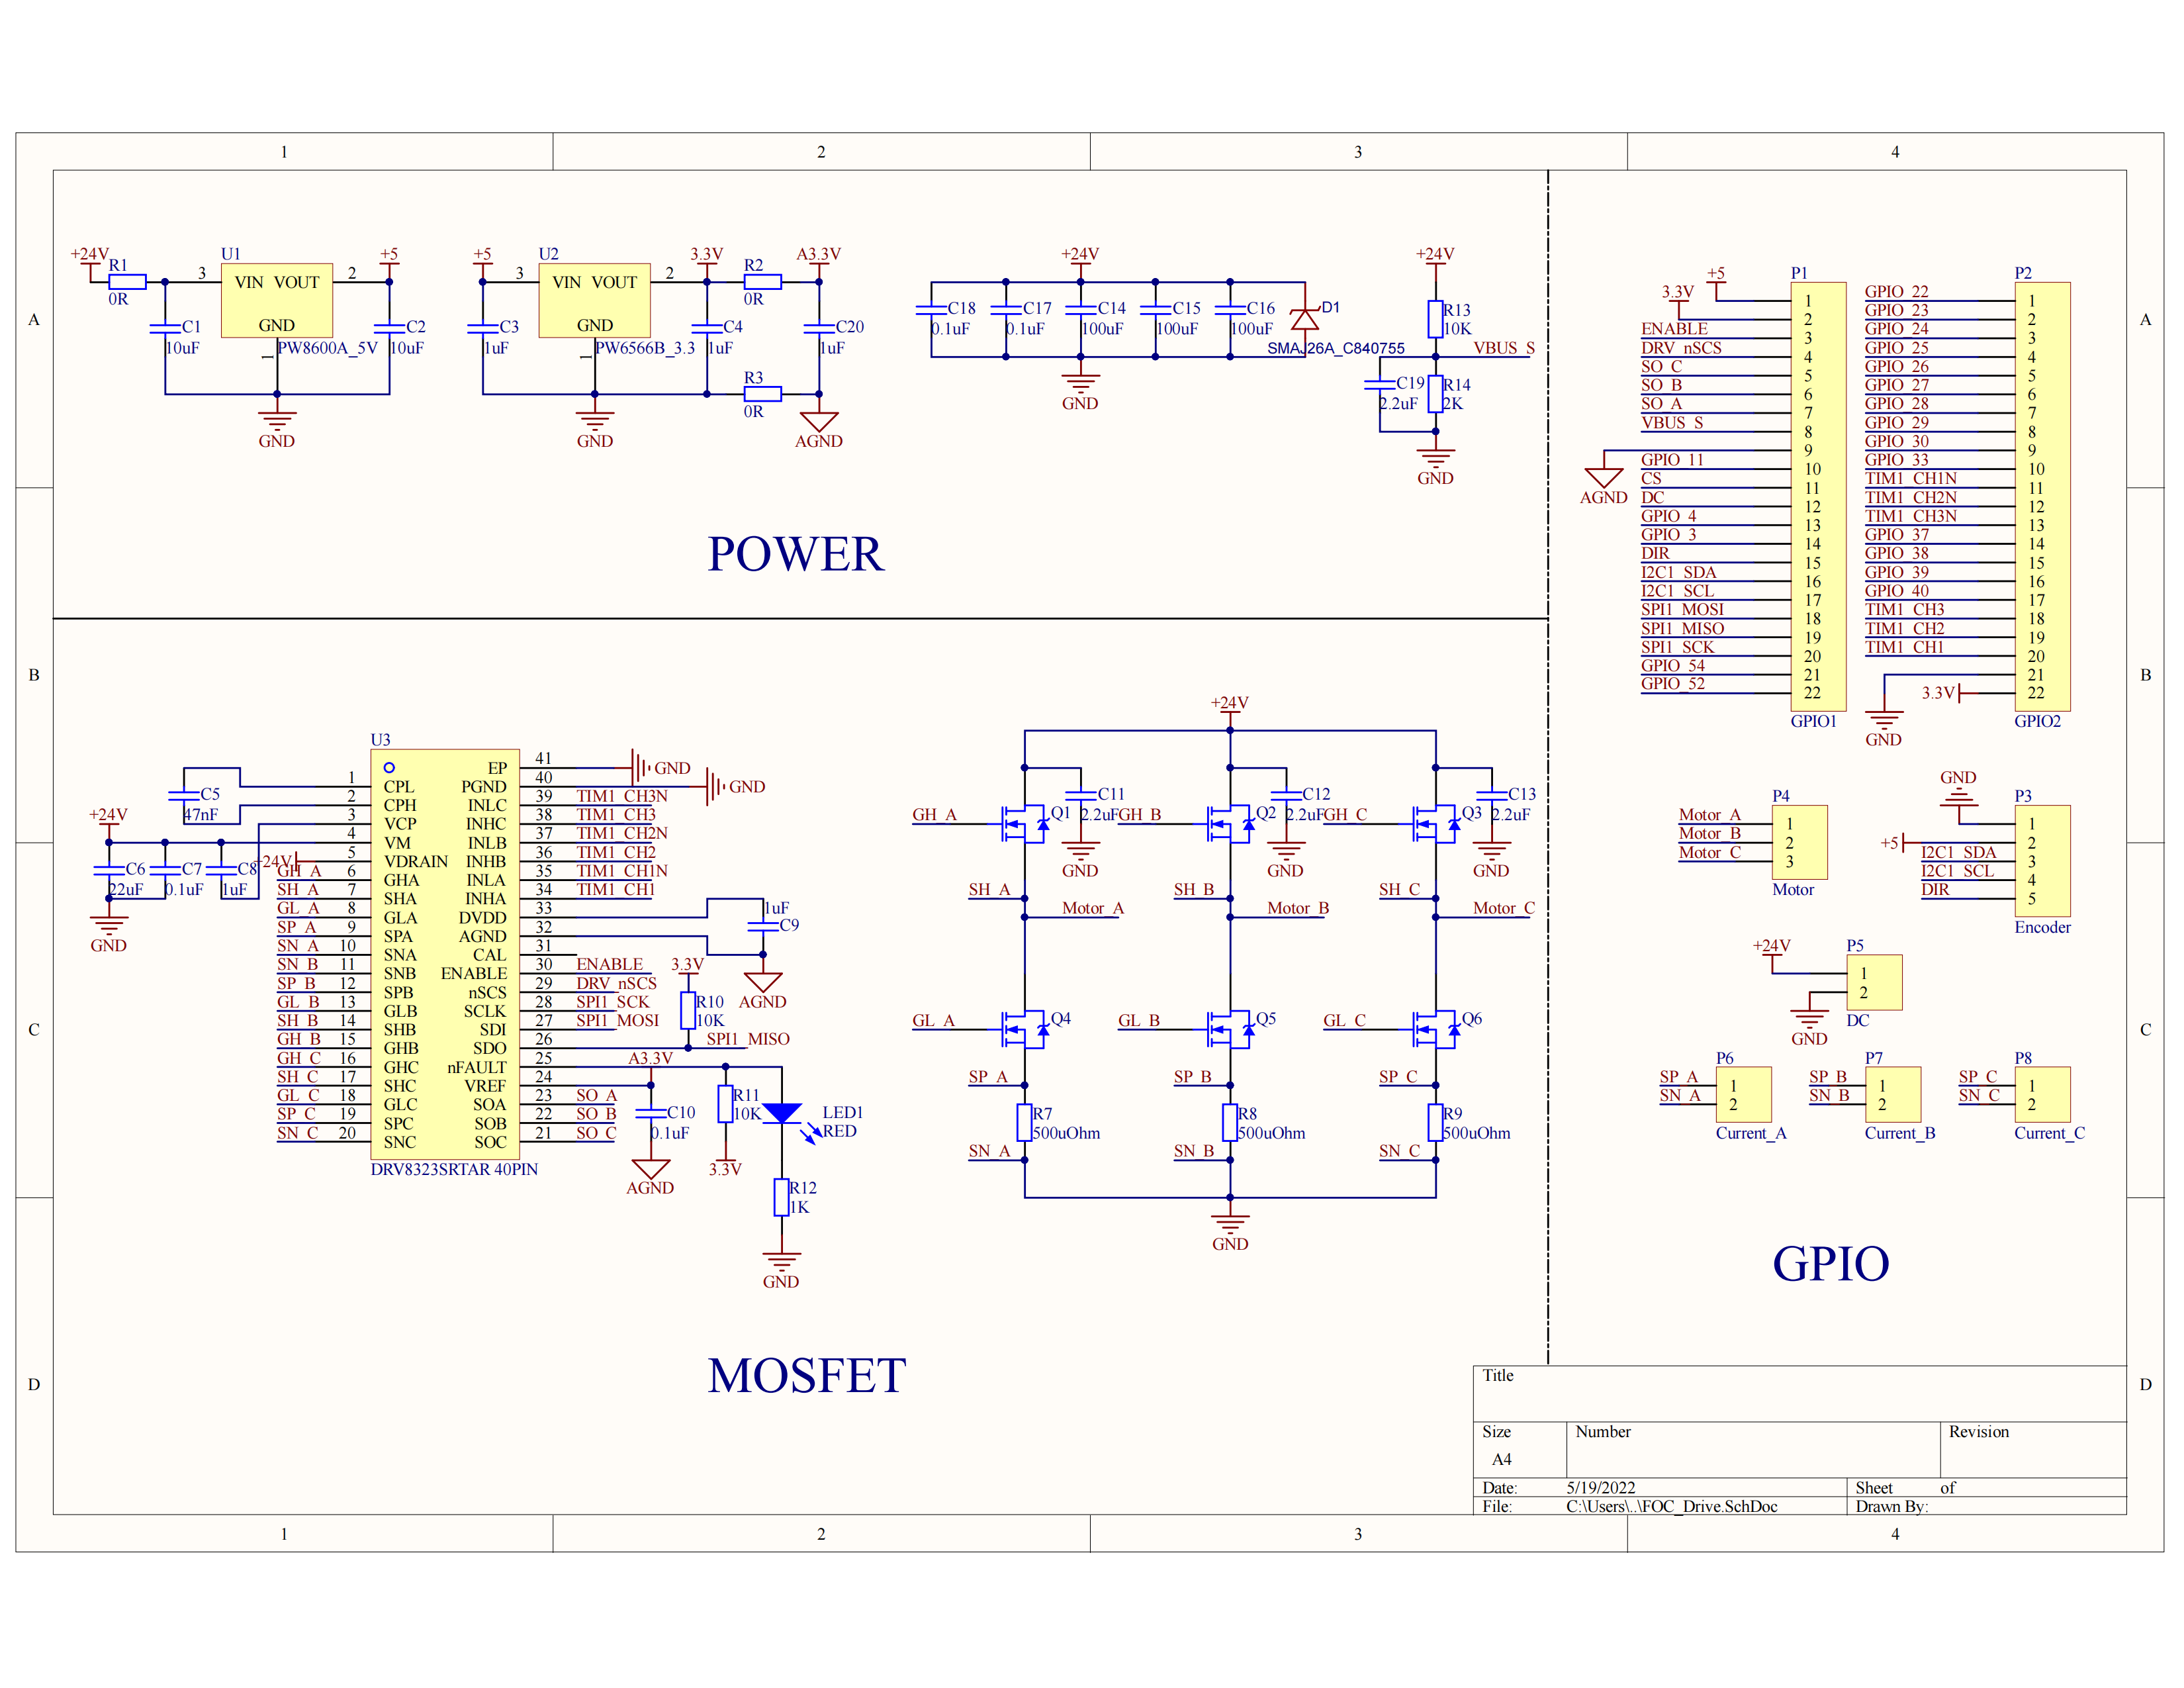 1 2 3 4
A A
B B
C C
D D
+24V R1 0R
C1 10uF
U1
3 VIN VOUT 2
GND
1
PW8600A_5V
+5
C2 10uF
GND
+5
C3 1uF
U2
3 VIN VOUT 2
GND
1
PW6566B_3.3
3.3V
C4 1uF
R2 0R
A3.3V
C20 1uF
R3 0R
GND
AGND
+24V
C18 0.1uF
C17 0.1uF
C14 100uF
C15 100uF
C16 100uF
D1
SMAJ26A_C840755
GND
+24V
R13 10K
VBUS_S
C19 2.2uF
R14 2K
GND
POWER
P1
+5 1
3.3V 2
ENABLE 3
DRV_nSCS 4
SO_C 5
SO_B 6
SO_A 7
VBUS_S 8
AGND 9
GPIO_11 10
CS 11
DC 12
GPIO_4 13
GPIO_3 14
DIR 15
I2C1_SDA 16
I2C1_SCL 17
SPI1_MOSI 18
SPI1_MISO 19
SPI1_SCK 20
GPIO_54 21
GPIO_52 22
GPIO1
P2
GPIO_22 1
GPIO_23 2
GPIO_24 3
GPIO_25 4
GPIO_26 5
GPIO_27 6
GPIO_28 7
GPIO_29 8
GPIO_30 9
GPIO_33 10
TIM1_CH1N 11
TIM1_CH2N 12
TIM1_CH3N 13
GPIO_37 14
GPIO_38 15
GPIO_39 16
GPIO_40 17
TIM1_CH3 18
TIM1_CH2 19
TIM1_CH1 20
GND 21
3.3V 22
GPIO2
U3
C5 47nF
+24V
C6 22uF
C7 0.1uF
C8 1uF
GND
1 CPL
2 CPH
3 VCP
4 VM
+24V 5 VDRAIN
GH_A 6 GHA
SH_A 7 SHA
GL_A 8 GLA
SP_A 9 SPA
SN_A 10 SNA
SN_B 11 SNB
SP_B 12 SPB
GL_B 13 GLB
SH_B 14 SHB
GH_B 15 GHB
GH_C 16 GHC
SH_C 17 SHC
GL_C 18 GLC
SP_C 19 SPC
SN_C 20 SNC
EP 41 GND
PGND 40 GND
INLC 39 TIM1_CH3N
INHC 38 TIM1_CH3
INLB 37 TIM1_CH2N
INHB 36 TIM1_CH2
INLA 35 TIM1_CH1N
INHA 34 TIM1_CH1
DVDD 33
AGND 32
CAL 31
ENABLE 30 ENABLE
nSCS 29 DRV_nSCS
SCLK 28 SPI1_SCK
SDI 27 SPI1_MOSI
SDO 26 SPI1_MISO
nFAULT 25
VREF 24
SOA 23 SO_A
SOB 22 SO_B
SOC 21 SO_C
DRV8323SRTAR 40PIN
1uF C9
AGND
3.3V
R10 10K
A3.3V
C10 0.1uF
AGND
R11 10K
3.3V
LED1 RED
R12 1K
GND
+24V
GH_A Q1
C11 2.2uF
GND
GH_B Q2
C12 2.2uF
GND
GH_C Q3
C13 2.2uF
GND
SH_A SH_B SH_C
Motor_A Motor_B Motor_C
GL_A Q4
GL_B Q5
GL_C Q6
SP_A SP_B SP_C
R7 500uOhm
R8 500uOhm
R9 500uOhm
SN_A SN_B SN_C
GND
MOSFET
P4
Motor_A 1
Motor_B 2
Motor_C 3
Motor
P3
GND 1
+5 2
I2C1_SDA 3
I2C1_SCL 4
DIR 5
Encoder
P5
+24V 1
GND 2
DC
P6
SP_A 1
SN_A 2
Current_A
P7
SP_B 1
SN_B 2
Current_B
P8
SP_C 1
SN_C 2
Current_C
GPIO
Title
Size Number Revision
A4
Date: 5/19/2022 Sheet of
File: C:\Users\..\FOC_Drive.SchDoc Drawn By:
1 2 3 4